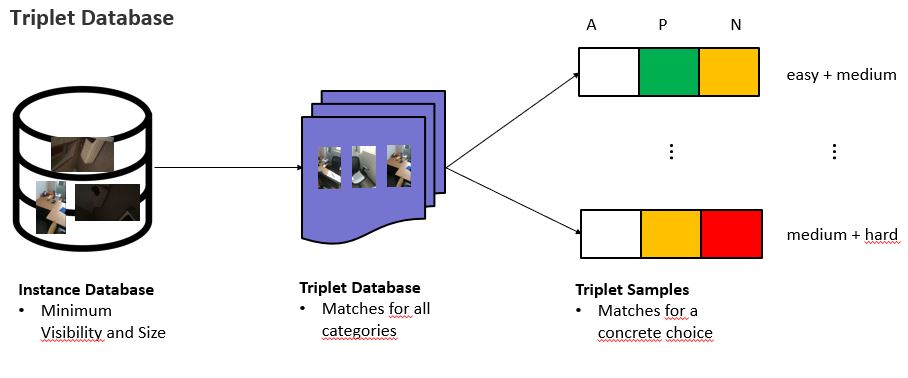 Triplet Database
A P N
easy + medium
⋮ ⋮
medium + hard
Instance Database
• Minimum
Visibility and Size
Triplet Database
• Matches for all
categories
Triplet Samples
• Matches for a
concrete choice